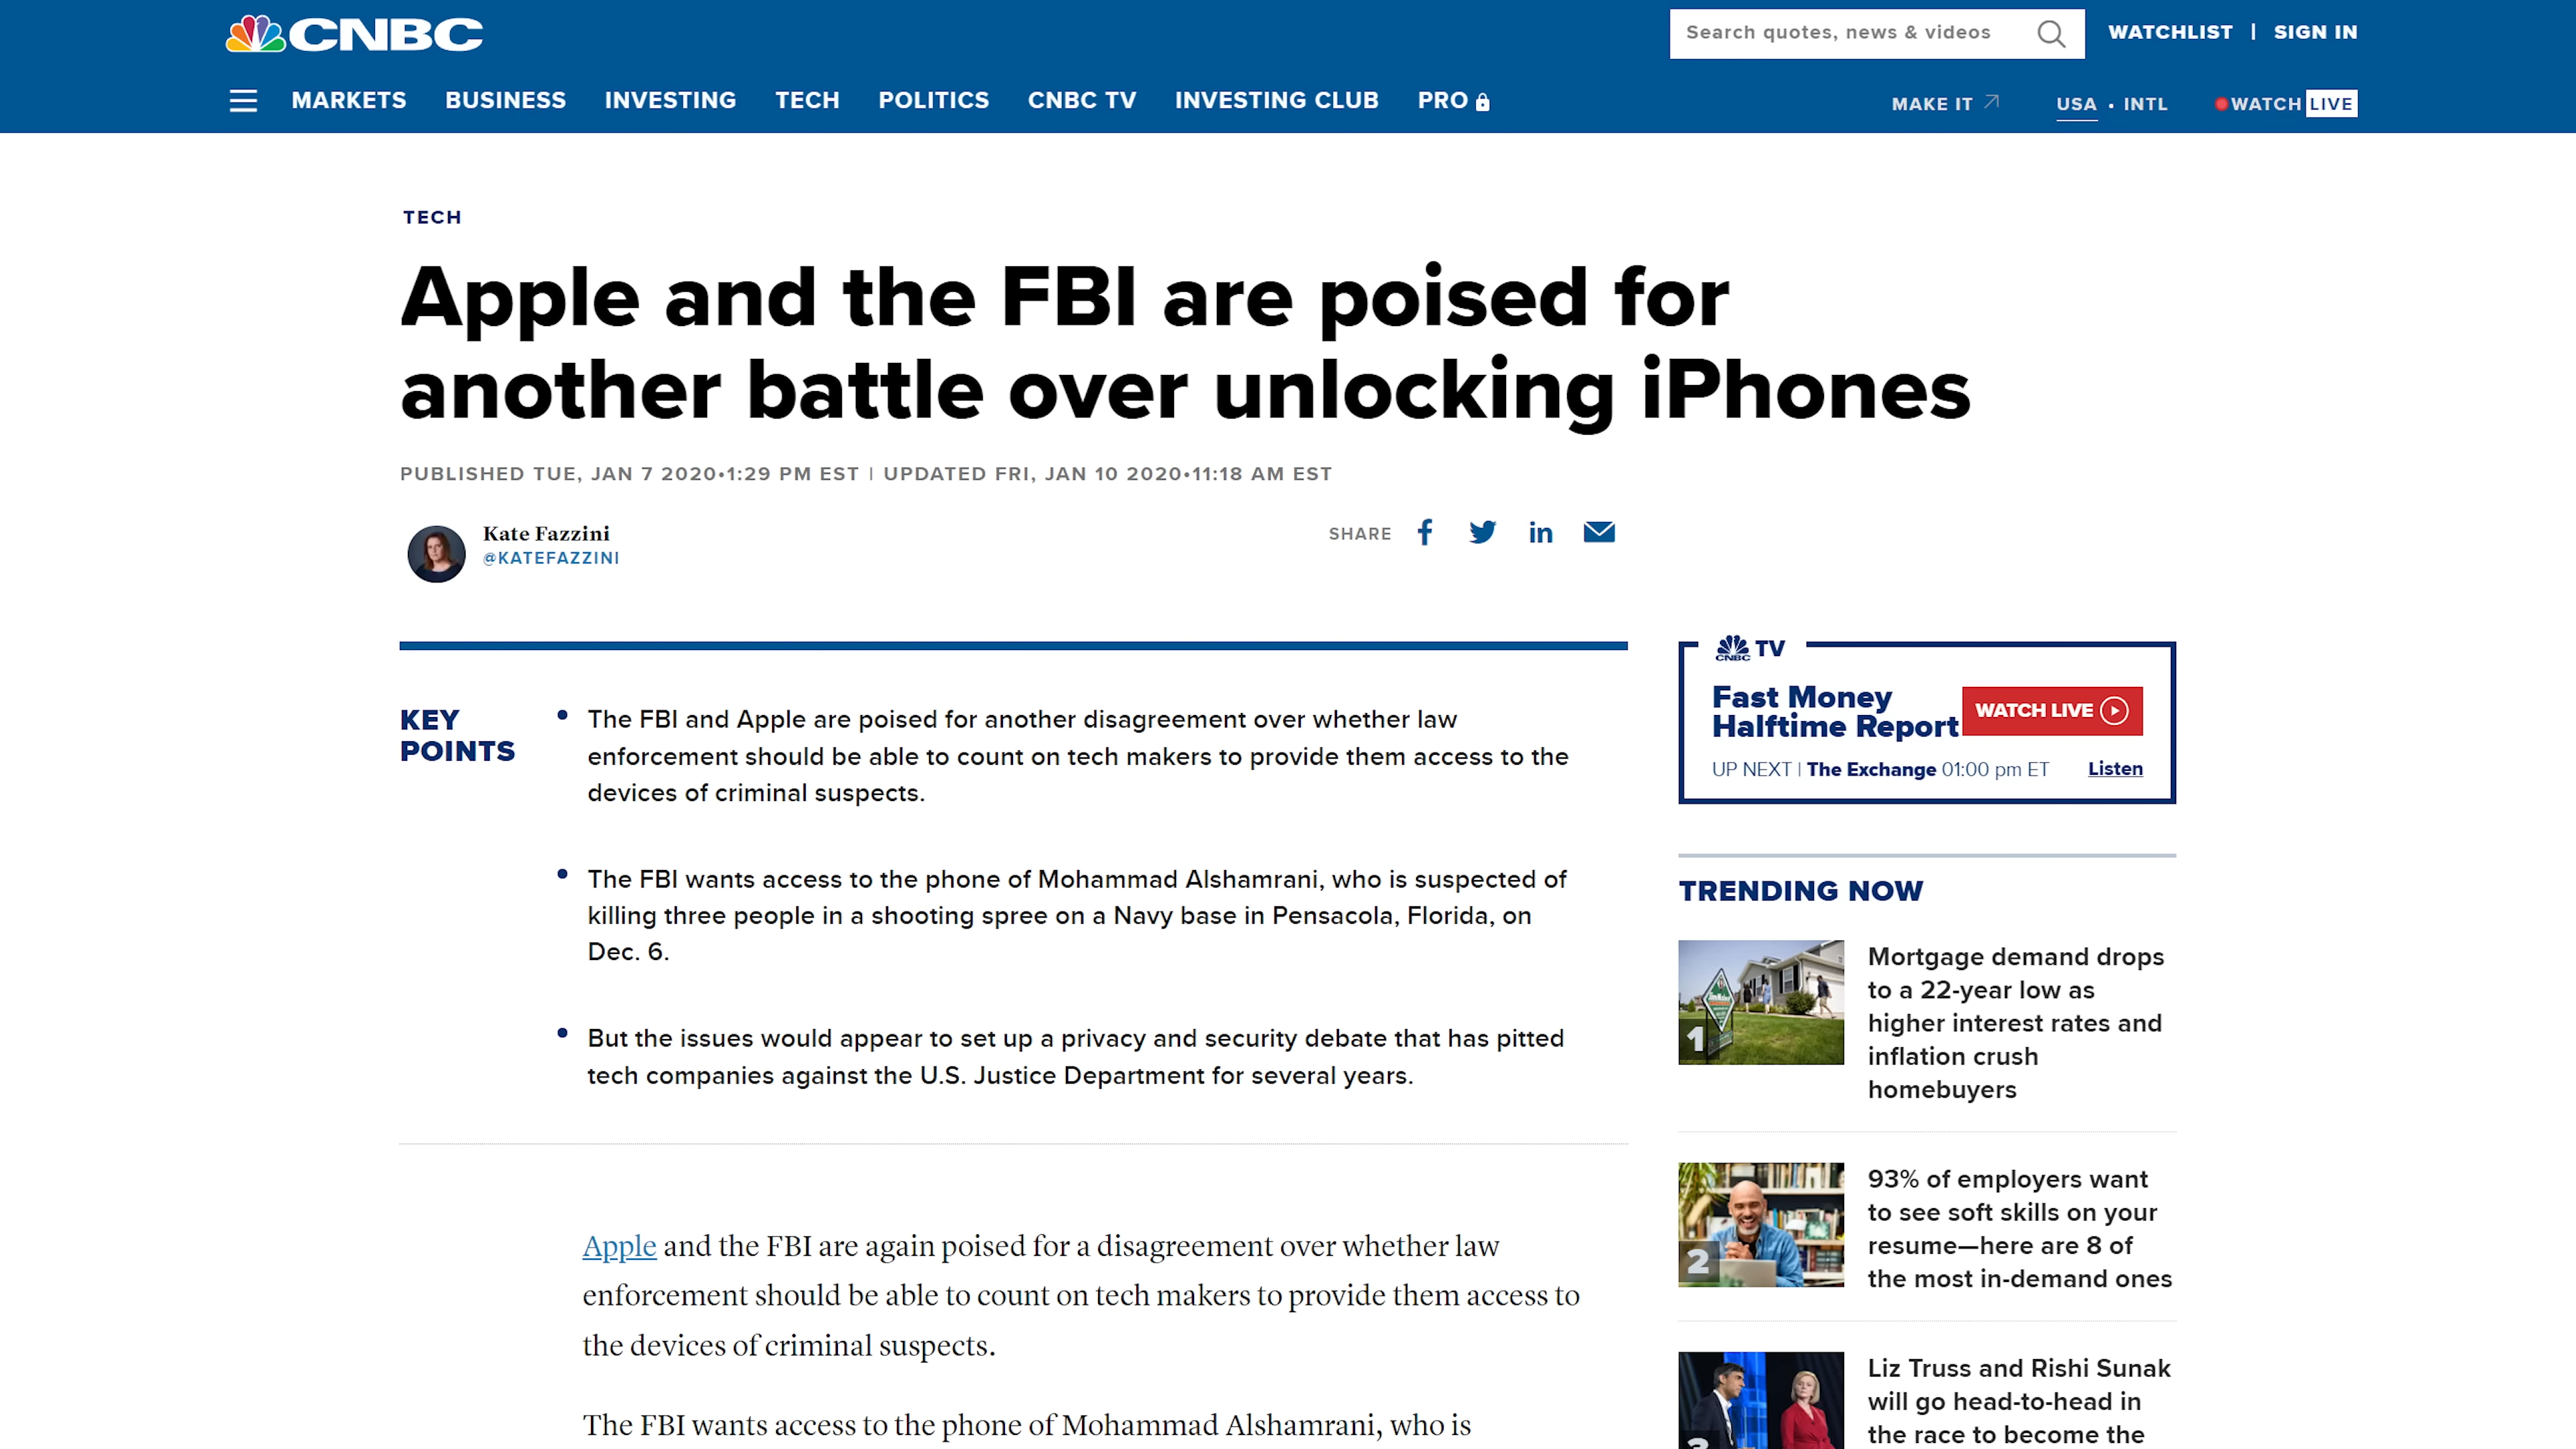 CNBC
Search quotes, news & videos
WATCHLIST | SIGN IN
MARKETS BUSINESS INVESTING TECH POLITICS CNBC TV INVESTING CLUB PRO
MAKE IT USA • INTL WATCH LIVE
TECH
Apple and the FBI are poised for
another battle over unlocking iPhones
PUBLISHED TUE, JAN 7 2020•1:29 PM EST | UPDATED FRI, JAN 10 2020•11:18 AM EST
Kate Fazzini
@KATEFAZZINI
SHARE
KEY
POINTS
• The FBI and Apple are poised for another disagreement over whether law
enforcement should be able to count on tech makers to provide them access to the
devices of criminal suspects.
• The FBI wants access to the phone of Mohammad Alshamrani, who is suspected of
killing three people in a shooting spree on a Navy base in Pensacola, Florida, on
Dec. 6.
• But the issues would appear to set up a privacy and security debate that has pitted
tech companies against the U.S. Justice Department for several years.
Apple and the FBI are again poised for a disagreement over whether law
enforcement should be able to count on tech makers to provide them access to
the devices of criminal suspects.
The FBI wants access to the phone of Mohammad Alshamrani, who is
CNBC TV
Fast Money
Halftime Report
WATCH LIVE
UP NEXT | The Exchange 01:00 pm ET
Listen
TRENDING NOW
1
Mortgage demand drops
to a 22-year low as
higher interest rates and
inflation crush
homebuyers
2
93% of employers want
to see soft skills on your
resume—here are 8 of
the most in-demand ones
3
Liz Truss and Rishi Sunak
will go head-to-head in
the race to become the